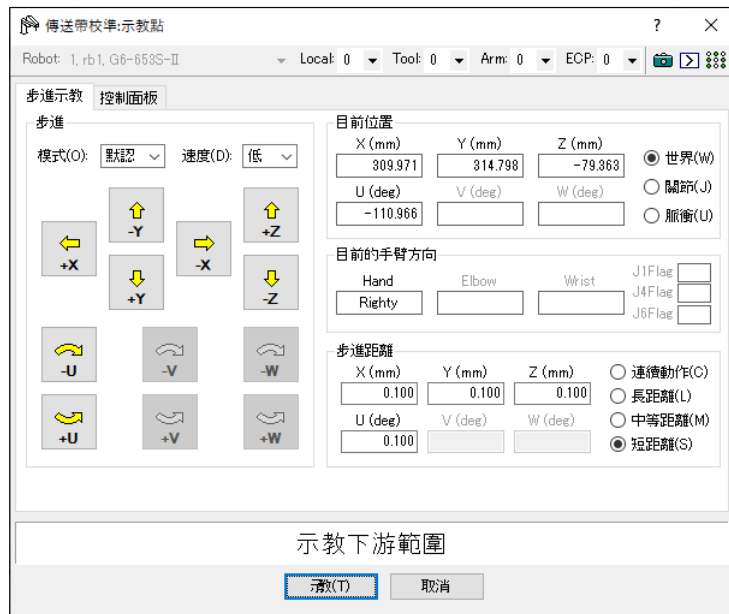 傳送帶校準:示教點
Robot: 1, rb1, G6-653S-II Local: 0 Tool: 0 Arm: 0 ECP: 0
步進示教 控制面板
步進
模式(O): 默認 速度(D): 低
+X
-Y
-X
+Z
+Y
-Z
-U -V -W
+U +V +W
目前位置
X (mm) Y (mm) Z (mm)
309.971 314.798 -79.363
U (deg) V (deg) W (deg)
-110.966
世界(W)
關節(J)
脈衝(U)
目前的手臂方向
Hand Elbow Wrist
Righty
J1Flag
J4Flag
J6Flag
步進距離
X (mm) Y (mm) Z (mm)
0.100 0.100 0.100
U (deg) V (deg) W (deg)
0.100
連續動作(C)
長距離(L)
中等距離(M)
短距離(S)
示教下游範圍
示教(T) 取消